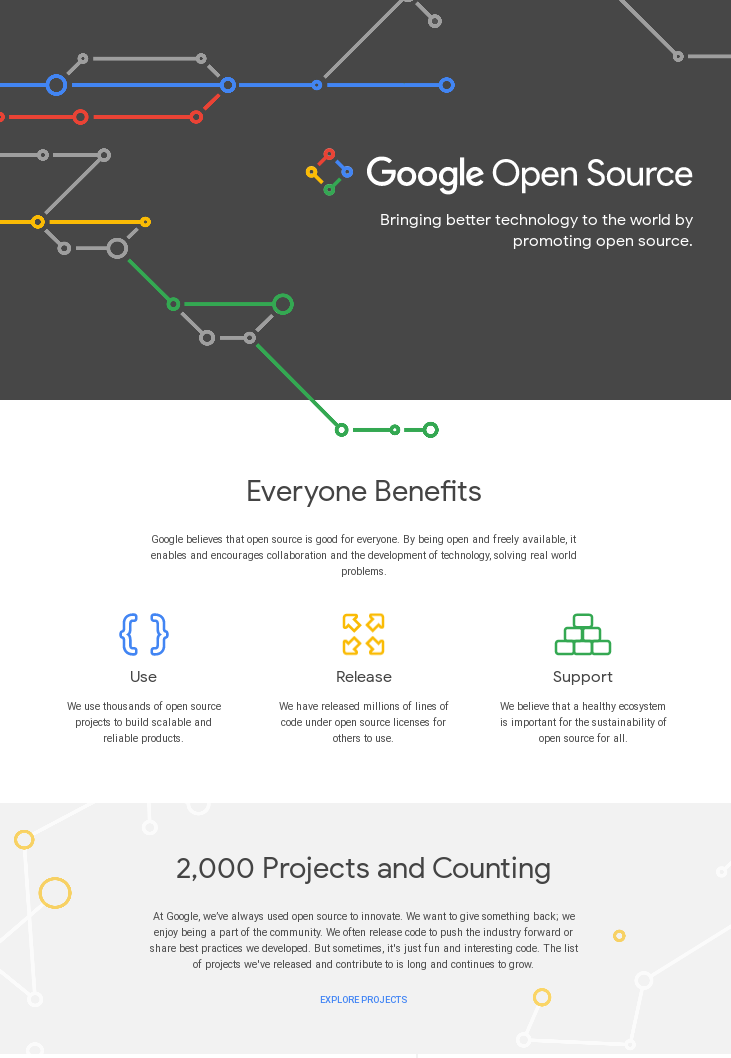 Google Open Source
Bringing better technology to the world by
promoting open source.
Everyone Benefits
Google believes that open source is good for everyone. By being open and freely available, it
enables and encourages collaboration and the development of technology, solving real world
problems.
Use
We use thousands of open source
projects to build scalable and
reliable products.
Release
We have released millions of lines of
code under open source licenses for
others to use.
Support
We believe that a healthy ecosystem
is important for the sustainability of
open source for all.
2,000 Projects and Counting
At Google, we've always used open source to innovate. We want to give something back; we
enjoy being a part of the community. We often release code to push the industry forward or
share best practices we developed. But sometimes, it's just fun and interesting code. The list
of projects we've released and contribute to is long and continues to grow.
EXPLORE PROJECTS